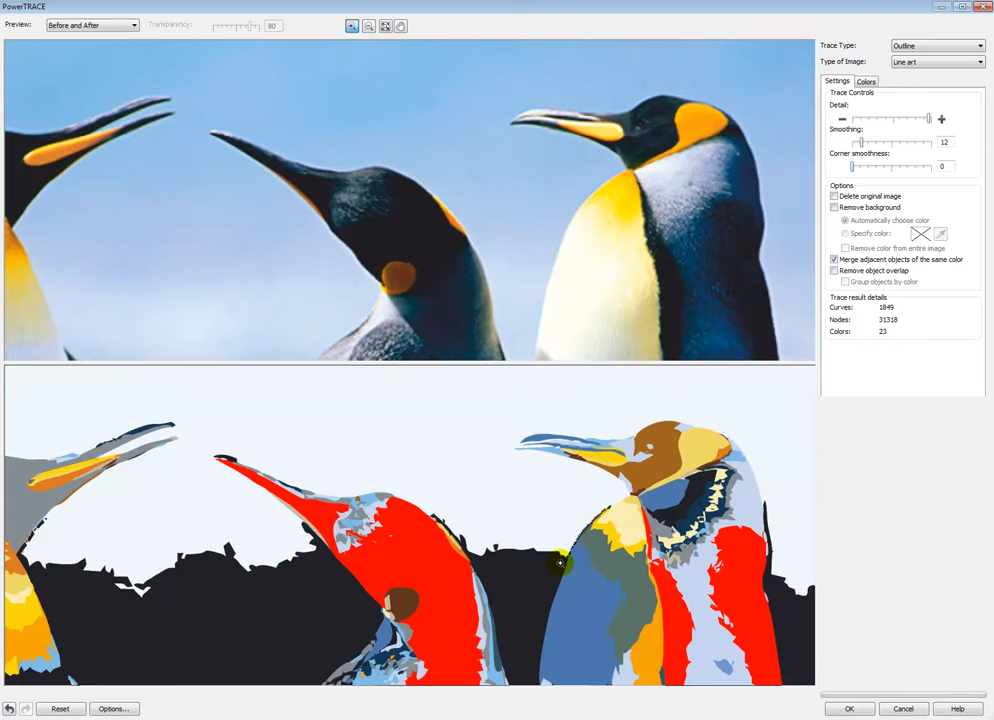 PowerTRACE
Preview: Before and After Transparency: 80
Trace Type: Outline
Type of Image: Line art
Settings Colors
Trace Controls
Detail:
Smoothing:
12
Corner smoothness:
0
Options
Delete original image
Remove background
Automatically choose color
Specify color:
Remove color from entire image
Merge adjacent objects of the same color
Remove object overlap
Group objects by color
Trace result details
Curves: 1849
Nodes: 31318
Colors: 23
Reset Options... OK Cancel Help